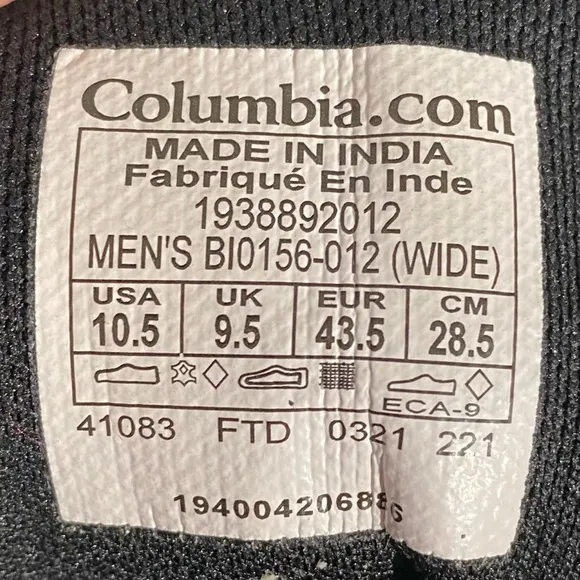 Columbia.com
MADE IN INDIA
Fabriqué En Inde
1938892012
MEN'S BI0156-012 (WIDE)
USA UK EUR CM
10.5 9.5 43.5 28.5
ECA-9
41083 FTD 0321 221
194004206886